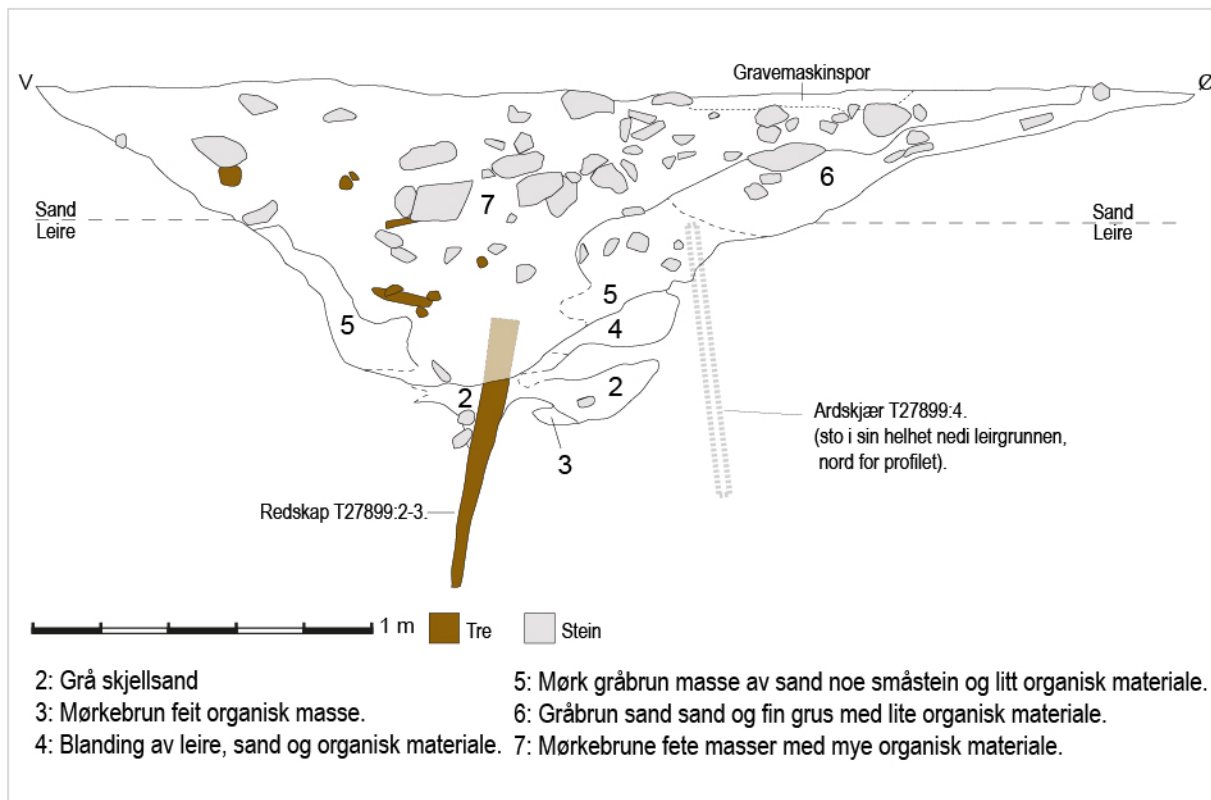 V
Gravemaskinspor
Ø
6
7
Sand
Leire
Sand
Leire
5
5
4
2
2
3
Ardskjær T27899:4.
(sto i sin helhet nedi leirgrunnen,
nord for profilet).
Redskap T27899:2-3.
1 m
Tre
Stein
2: Grå skjellsand
3: Mørkebrun feit organisk masse.
4: Blanding av leire, sand og organisk materiale.
5: Mørk gråbrun masse av sand noe småstein og litt organisk materiale.
6: Gråbrun sand sand og fin grus med lite organisk materiale.
7: Mørkebrune fete masser med mye organisk materiale.